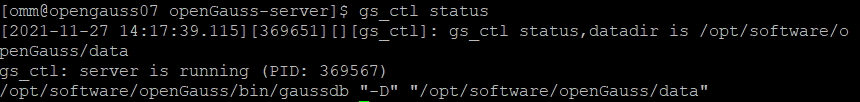 [omm@opengauss07 openGauss-server]$ gs_ctl status
[2021-11-27 14:17:39.115][369651][][gs_ctl]: gs_ctl status,datadir is /opt/software/o
penGauss/data
gs_ctl: server is running (PID: 369567)
/opt/software/openGauss/bin/gaussdb "-D" "/opt/software/openGauss/data"